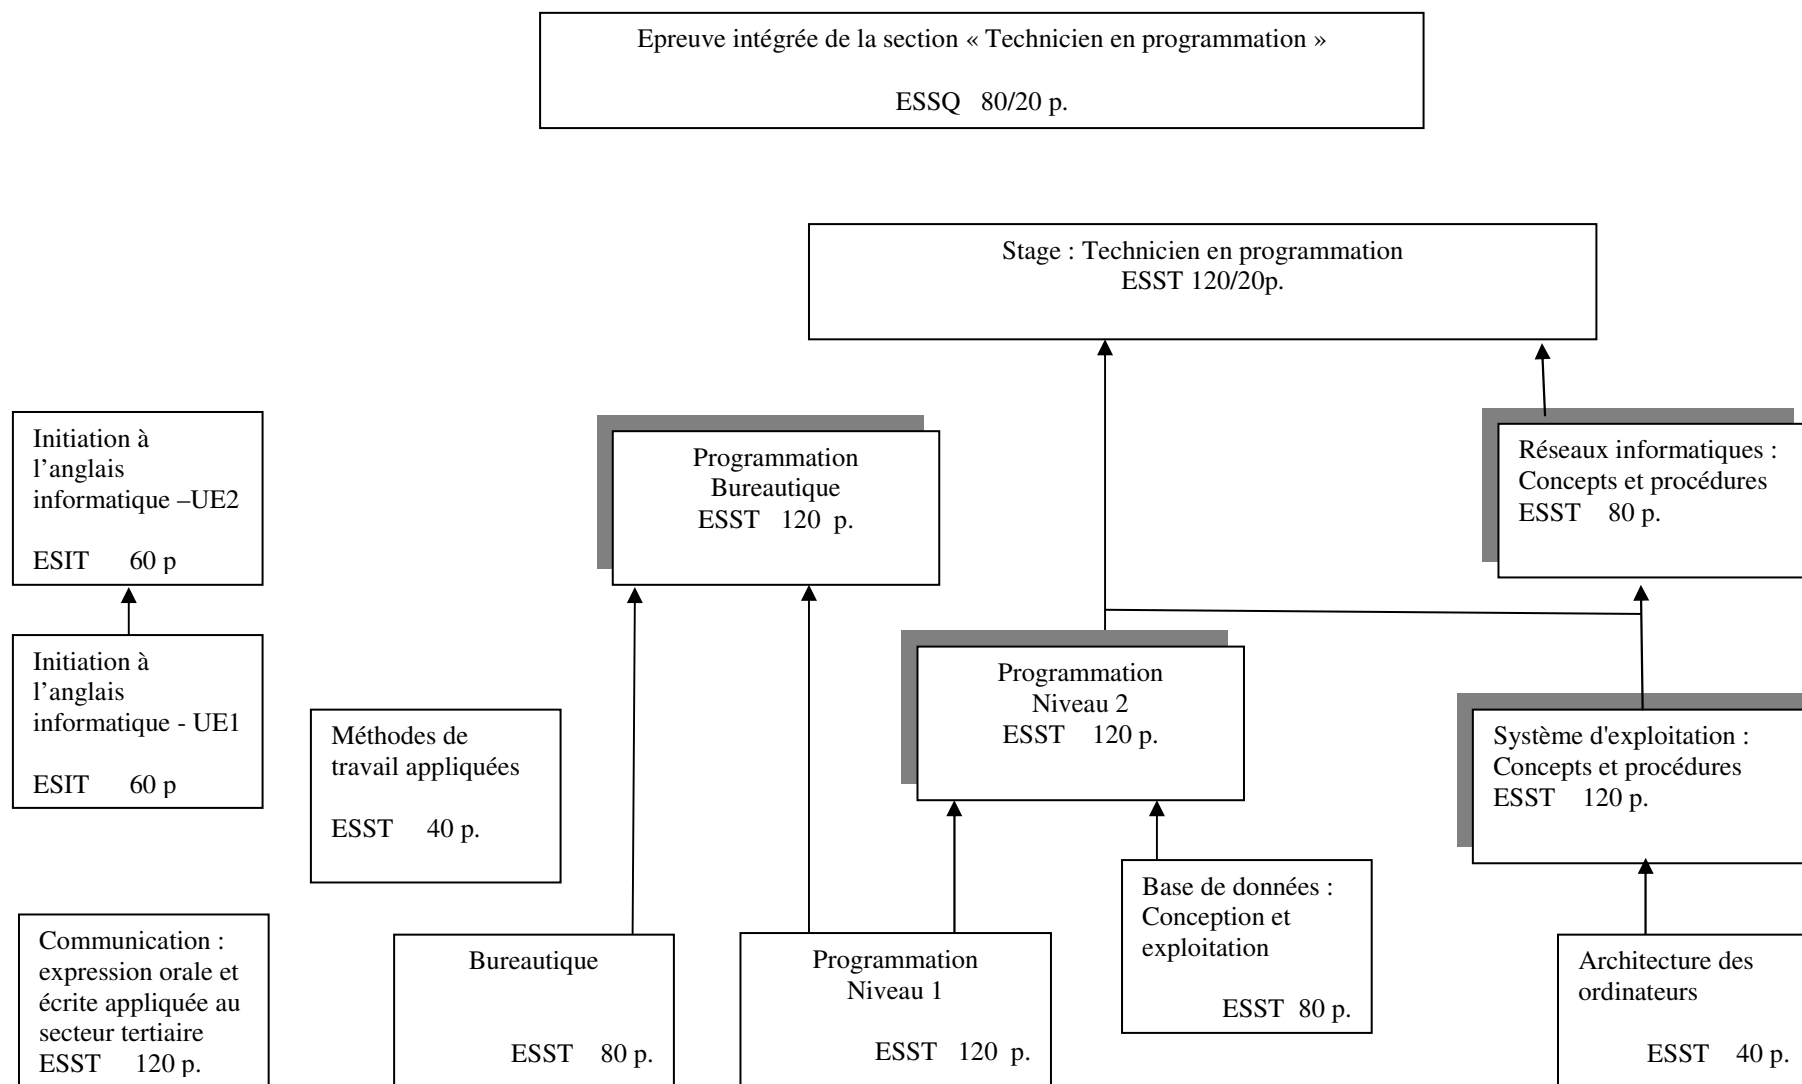 Epreuve intégrée de la section « Technicien en programmation »
ESSQ 80/20 p.
Stage : Technicien en programmation
ESST 120/20p.
Initiation à
l’anglais
informatique –UE2
ESIT 60 p
Programmation
Bureautique
ESST 120 p.
Réseaux informatiques :
Concepts et procédures
ESST 80 p.
Initiation à
l’anglais
informatique - UE1
ESIT 60 p
Méthodes de
travail appliquées
ESST 40 p.
Programmation
Niveau 2
ESST 120 p.
Système d'exploitation :
Concepts et procédures
ESST 120 p.
Communication :
expression orale et
écrite appliquée au
secteur tertiaire
ESST 120 p.
Bureautique
ESST 80 p.
Programmation
Niveau 1
ESST 120 p.
Base de données :
Conception et
exploitation
ESST 80 p.
Architecture des
ordinateurs
ESST 40 p.